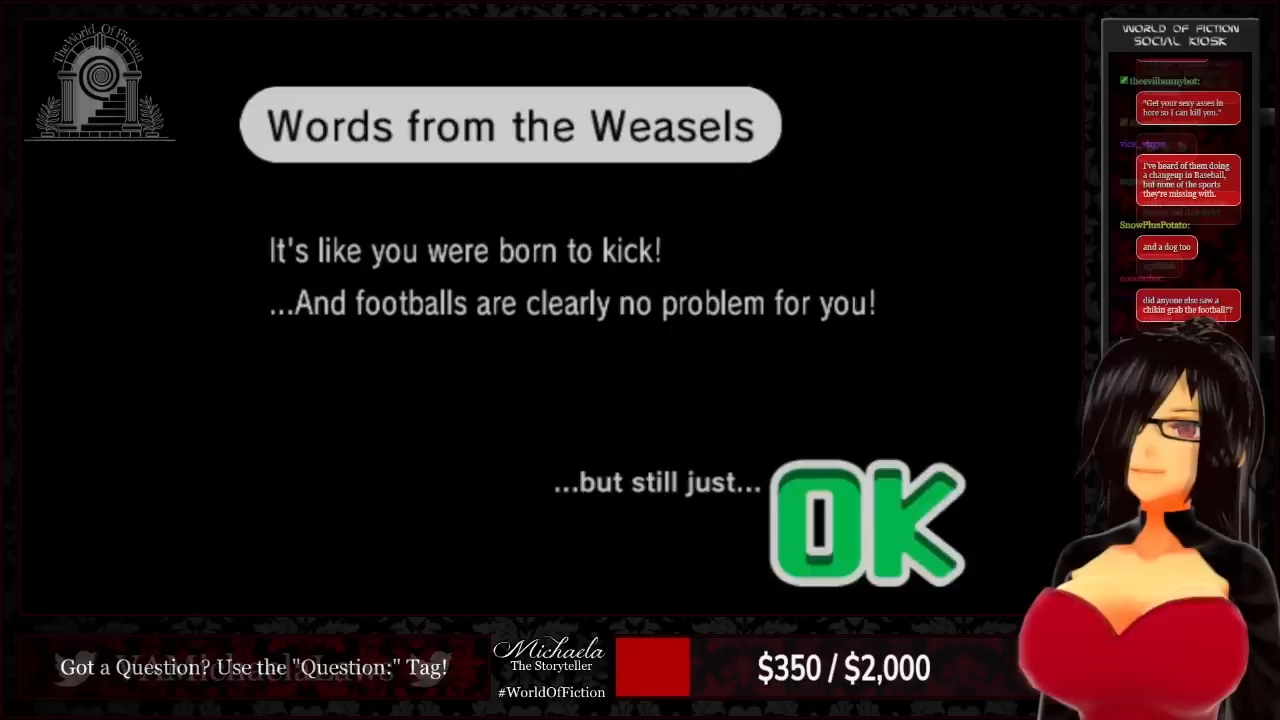 The World Of Fiction
Words from the Weasels
It's like you were born to kick!
...And footballs are clearly no problem for you!
...but still just...
OK
WORLD OF FICTION
SOCIAL KIOSK
theevilbunnybot:
"Get your sexy asses in
here so I can kill you."
I've heard of them doing
a changeup in Baseball,
but none of the sports
they're missing with.
SnowPlusPotato:
and a dog too
did anyone else saw a
chikin grab the football??
Got a Question? Use the "Question:" Tag!
Michaela
The Storyteller
#WorldOfFiction
$350 / $2,000